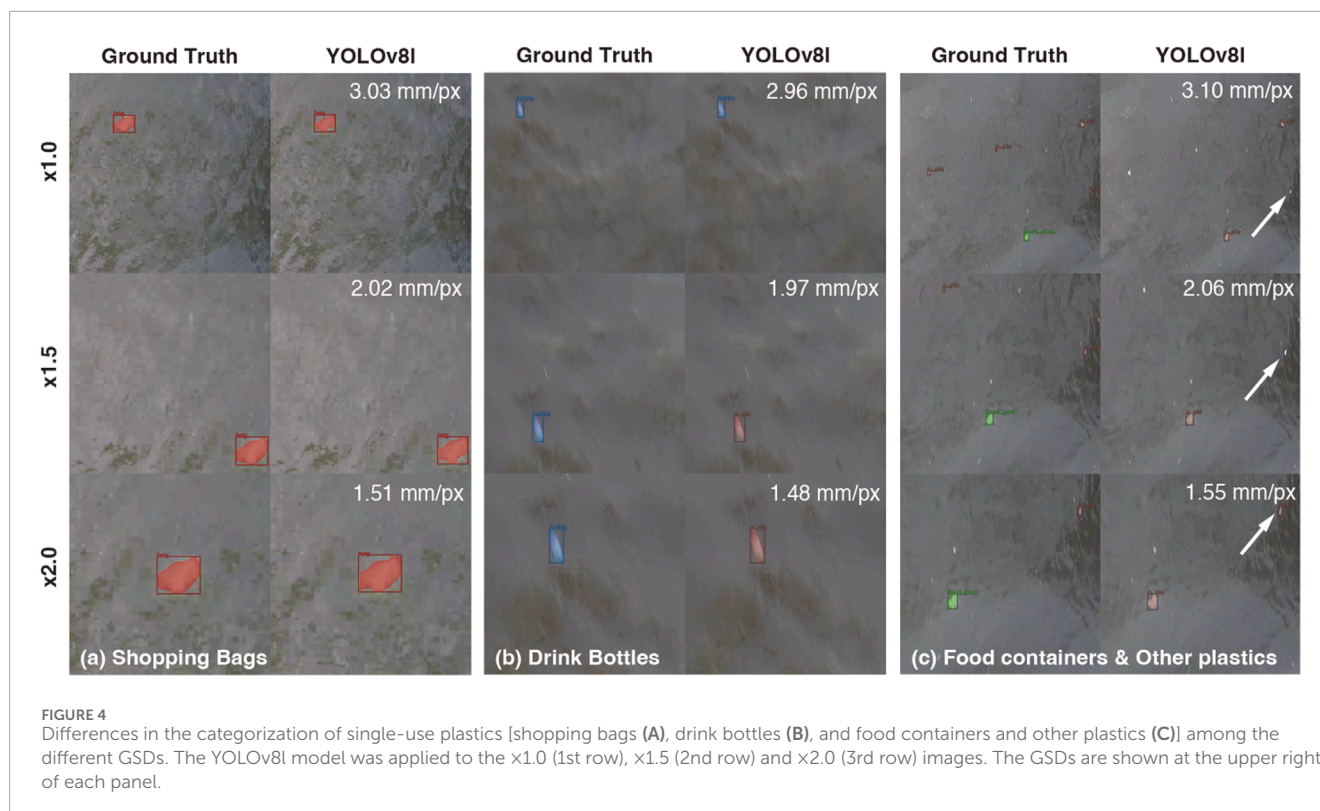 Ground Truth YOLOv8l Ground Truth YOLOv8l Ground Truth YOLOv8l
x1.0
3.03 mm/px 2.96 mm/px 3.10 mm/px
x1.5
2.02 mm/px 1.97 mm/px 2.06 mm/px
x2.0
1.51 mm/px 1.48 mm/px 1.55 mm/px
(a) Shopping Bags (b) Drink Bottles (c) Food containers & Other plastics
FIGURE 4
Differences in the categorization of single-use plastics [shopping bags (A), drink bottles (B), and food containers and other plastics (C)] among the
different GSDs. The YOLOv8l model was applied to the ×1.0 (1st row), ×1.5 (2nd row) and ×2.0 (3rd row) images. The GSDs are shown at the upper right
of each panel.